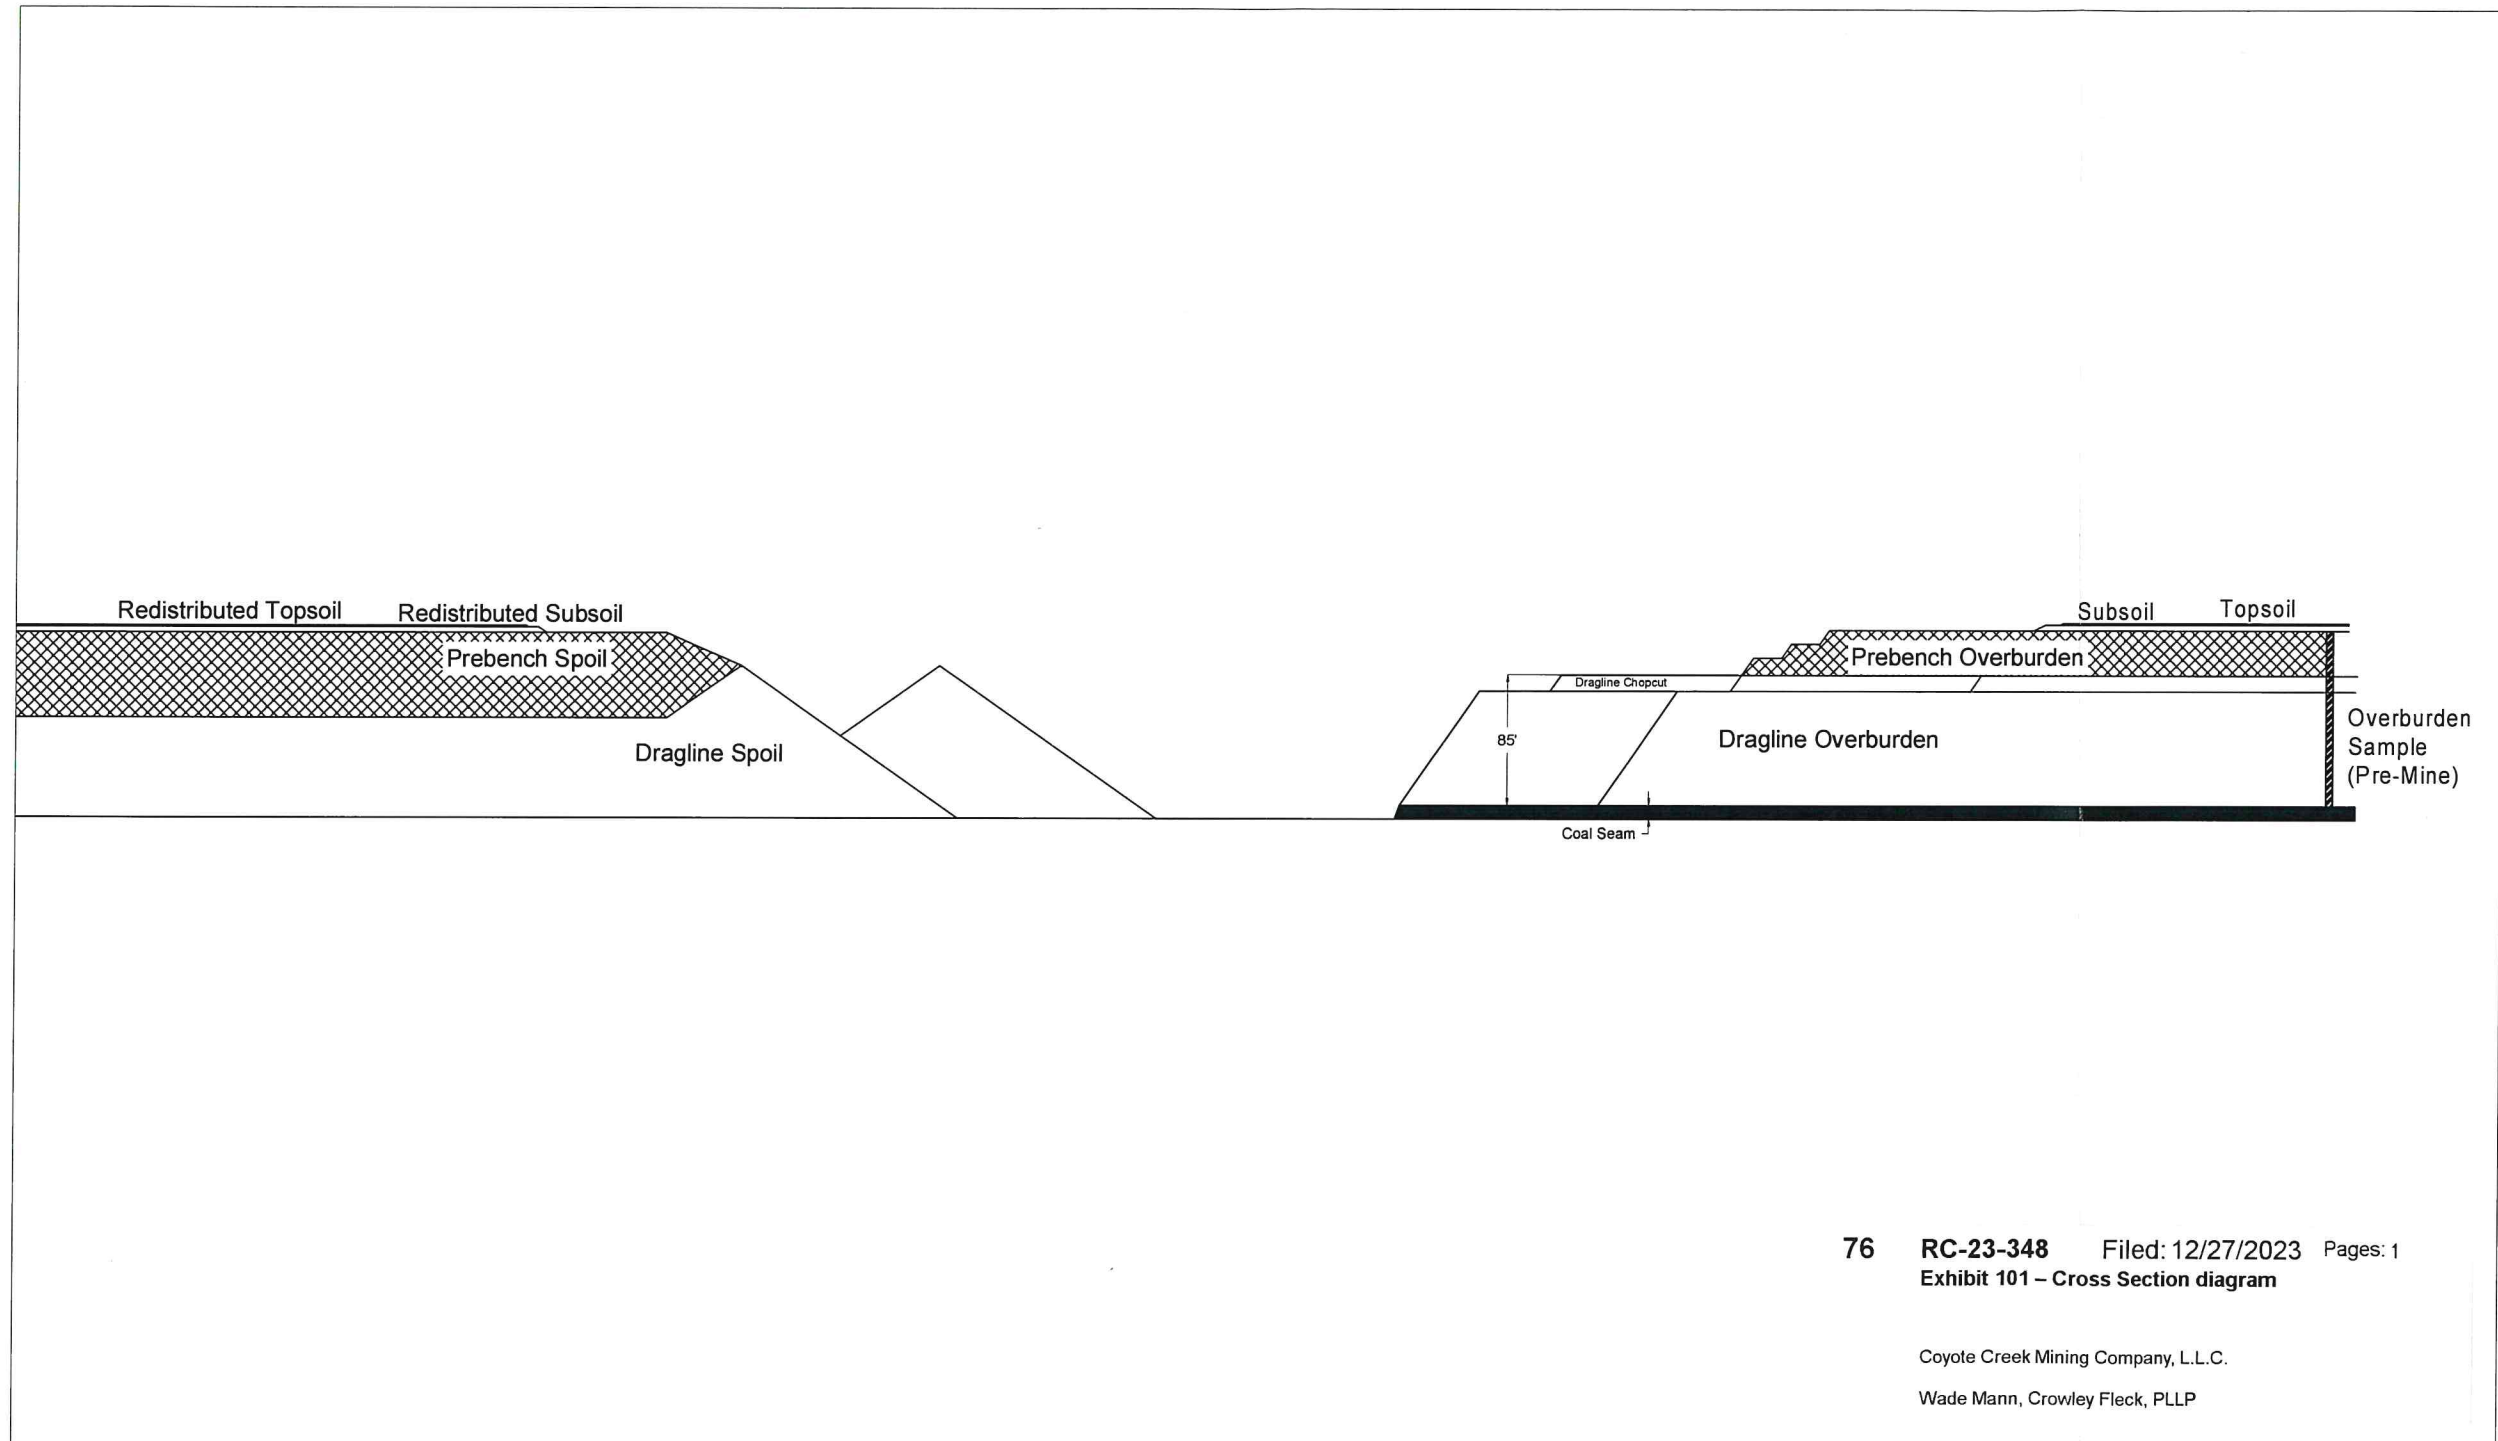 Redistributed Topsoil
Redistributed Subsoil
Prebench Spoil
Dragline Spoil
Subsoil
Topsoil
Prebench Overburden
Dragline Chopcut
85'
Dragline Overburden
Overburden
Sample
(Pre-Mine)
Coal Seam
76 RC-23-348 Filed: 12/27/2023 Pages: 1
Exhibit 101 – Cross Section diagram
Coyote Creek Mining Company, L.L.C.
Wade Mann, Crowley Fleck, PLLP